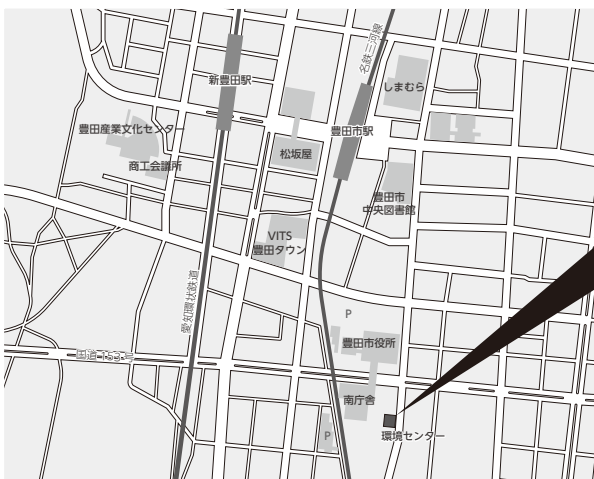 名鉄三河線
新豊田駅
しまむら
豊田産業文化センター
豊田市駅
松坂屋
商工会議所
豊田市
中央図書館
VITS
豊田タウン
愛知環状鉄道
P
豊田市役所
国道153号
南庁舎
P
環境センター